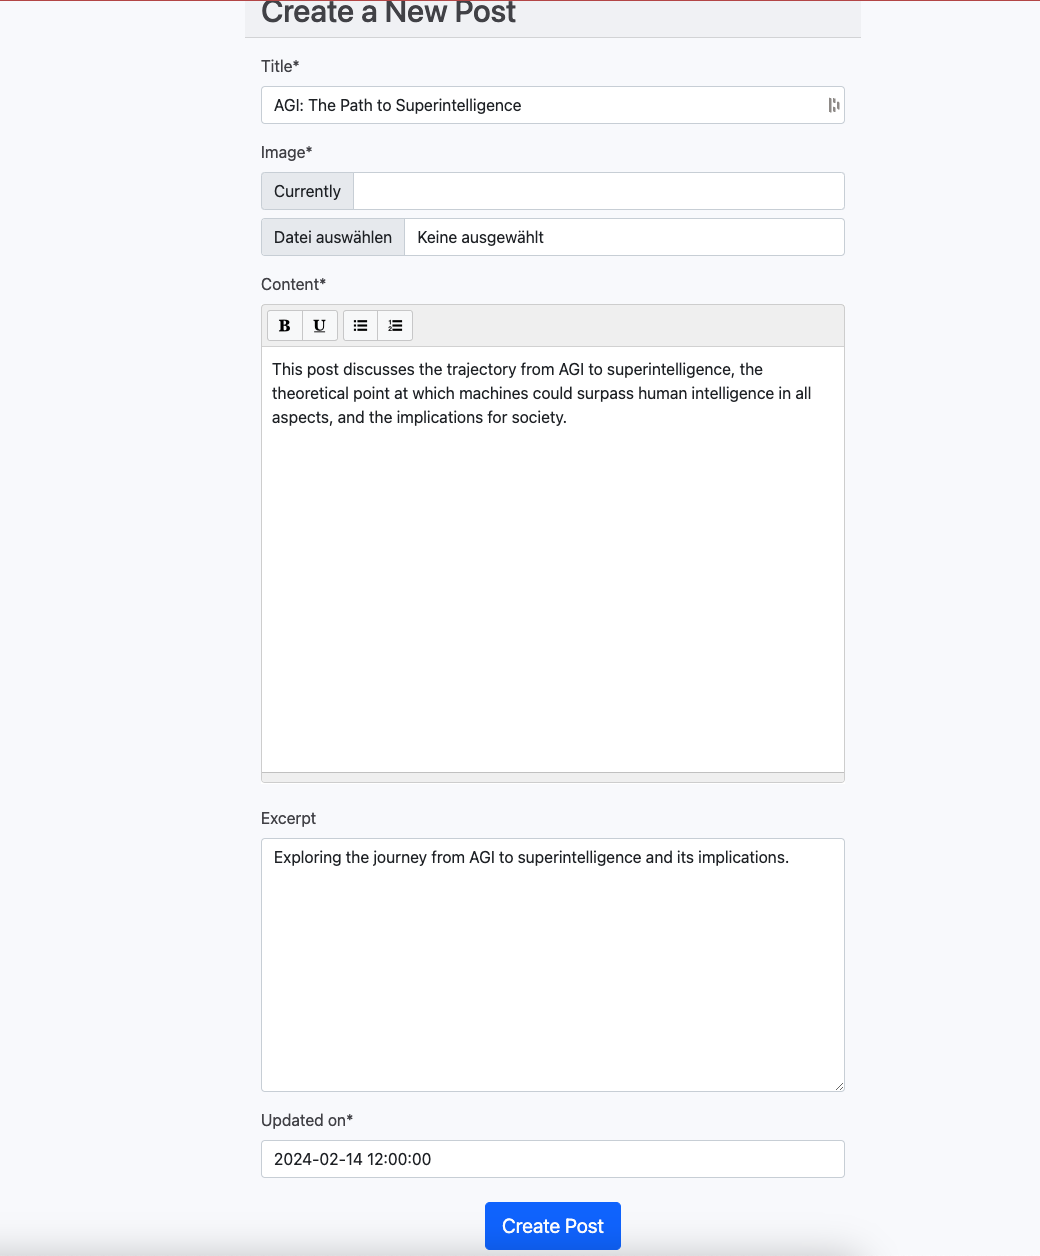 Create a New Post
Title*
AGI: The Path to Superintelligence
Image*
Currently
Datei auswählen Keine ausgewählt
Content*
B U
This post discusses the trajectory from AGI to superintelligence, the
theoretical point at which machines could surpass human intelligence in all
aspects, and the implications for society.
Excerpt
Exploring the journey from AGI to superintelligence and its implications.
Updated on*
2024-02-14 12:00:00
Create Post